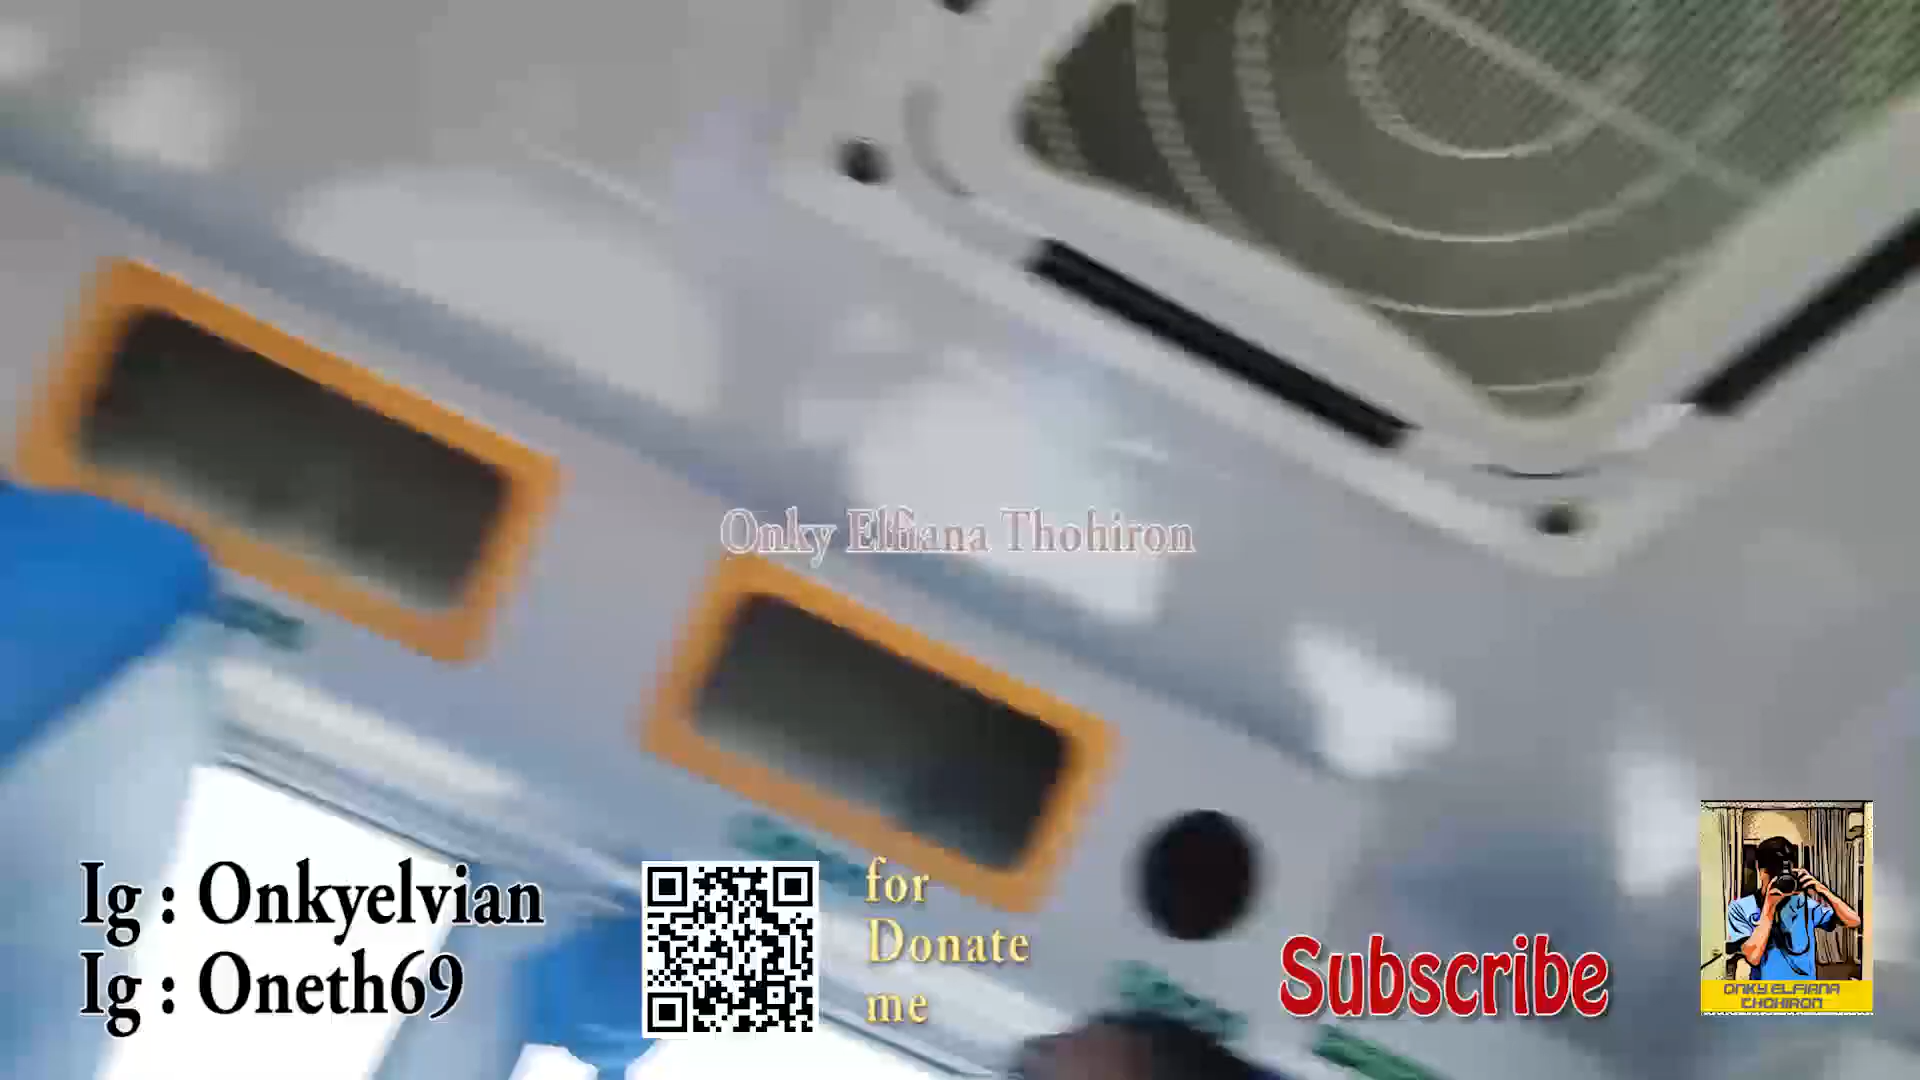 Onky Elfiana Thohiron
Ig : Onkyelvian
Ig : Oneth69
for
Donate
me
Subscribe
ONKY ELFIANA
THOHIRON